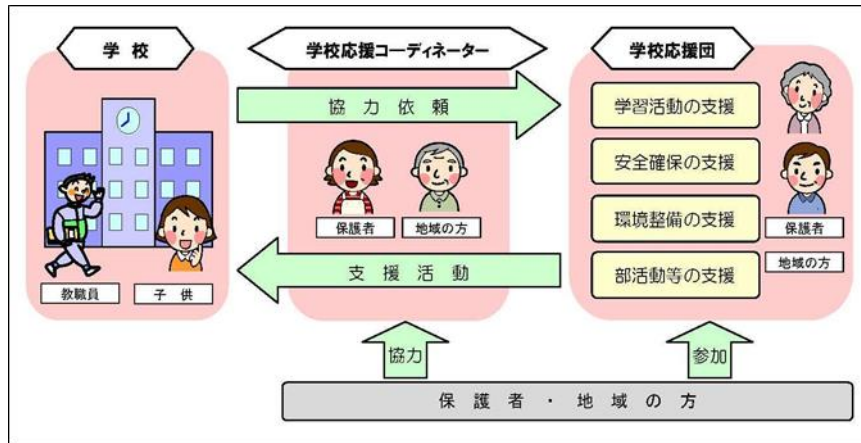 学校
学校応援コーディネーター
学校応援団
協力依頼
学習活動の支援
安全確保の支援
環境整備の支援
部活動等の支援
保護者
地域の方
保護者
地域の方
支援活動
教職員
子供
協力
参加
保護者・地域の方